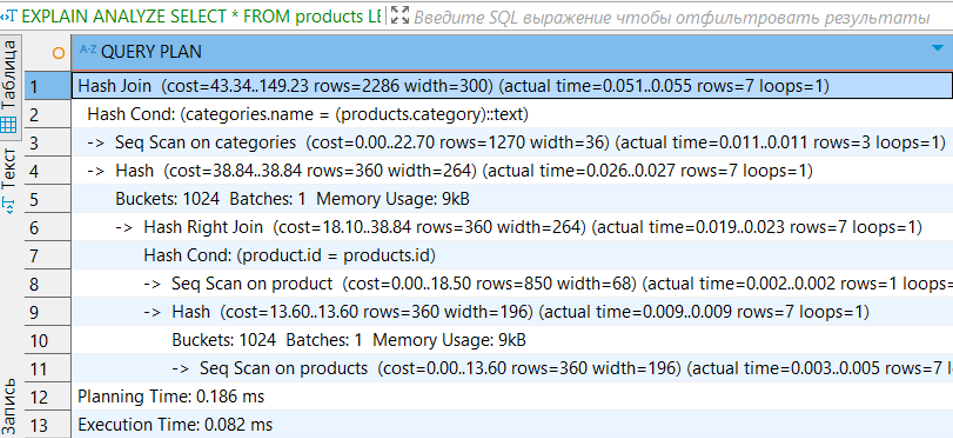 EXPLAIN ANALYZE SELECT * FROM products LE
Введите SQL выражение чтобы отфильтровать результаты
Таблица
Текст
Запись
A-Z QUERY PLAN
1 Hash Join (cost=43.34..149.23 rows=2286 width=300) (actual time=0.051..0.055 rows=7 loops=1)
2 Hash Cond: (categories.name = (products.category)::text)
3 -> Seq Scan on categories (cost=0.00..22.70 rows=1270 width=36) (actual time=0.011..0.011 rows=3 loops=1)
4 -> Hash (cost=38.84..38.84 rows=360 width=264) (actual time=0.026..0.027 rows=7 loops=1)
5 Buckets: 1024 Batches: 1 Memory Usage: 9kB
6 -> Hash Right Join (cost=18.10..38.84 rows=360 width=264) (actual time=0.019..0.023 rows=7 loops=1)
7 Hash Cond: (product.id = products.id)
8 -> Seq Scan on product (cost=0.00..18.50 rows=850 width=68) (actual time=0.002..0.002 rows=1 loops=
9 -> Hash (cost=13.60..13.60 rows=360 width=196) (actual time=0.009..0.009 rows=7 loops=1)
10 Buckets: 1024 Batches: 1 Memory Usage: 9kB
11 -> Seq Scan on products (cost=0.00..13.60 rows=360 width=196) (actual time=0.003..0.005 rows=7 l
12 Planning Time: 0.186 ms
13 Execution Time: 0.082 ms